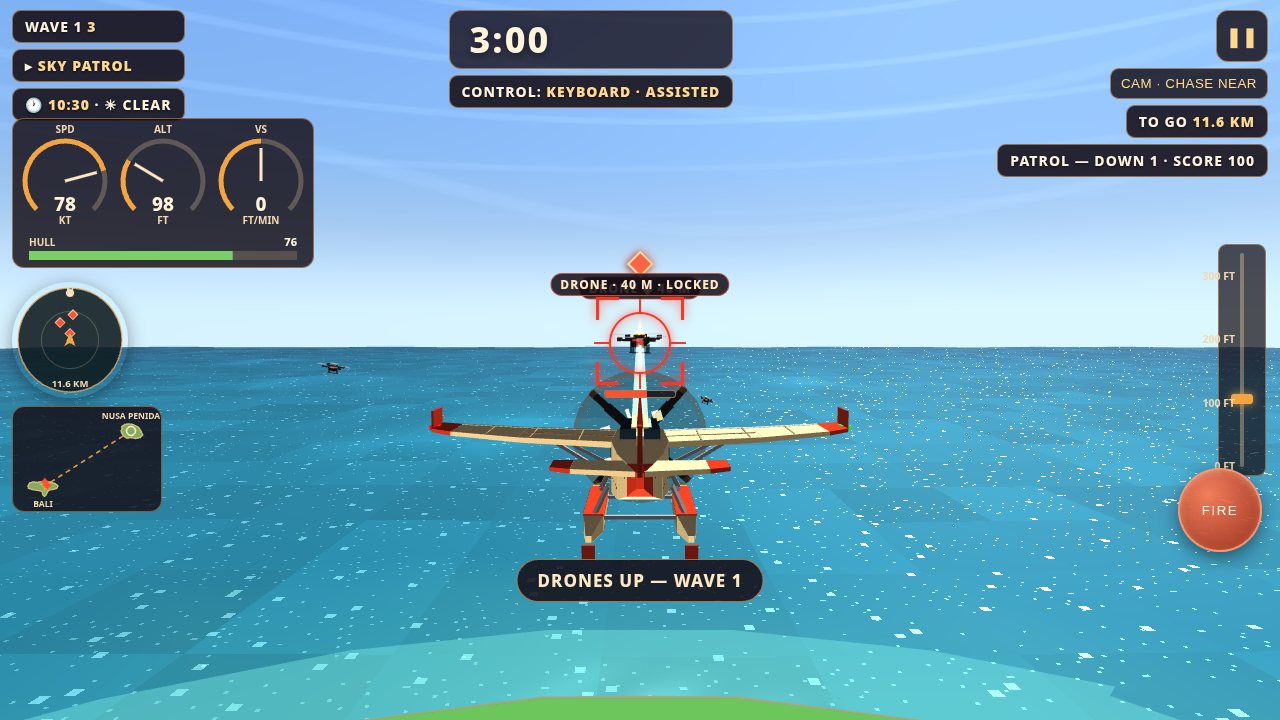 WAVE 1 3
▸ SKY PATROL
🕙 10:30 · ☀ CLEAR
SPD
ALT
VS
78
98
0
KT
FT
FT/MIN
HULL
76
11.6 KM
NUSA PENIDA
BALI
3:00
CONTROL: KEYBOARD · ASSISTED
DRONE · 40 M · LOCKED
DRONES UP — WAVE 1
CAM · CHASE NEAR
TO GO 11.6 KM
PATROL — DOWN 1 · SCORE 100
300 FT
200 FT
100 FT
0 FT
FIRE